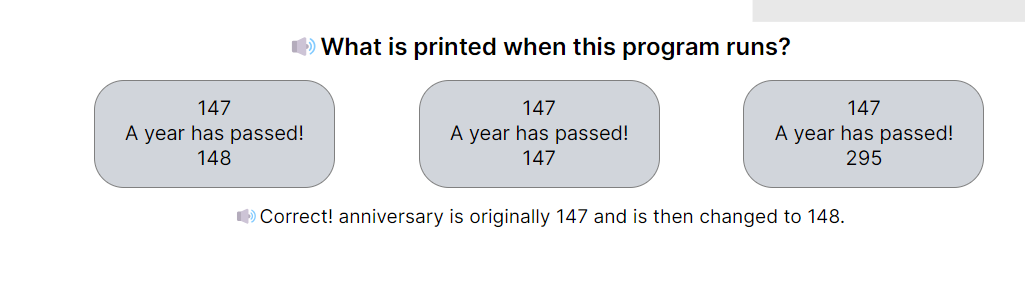 What is printed when this program runs?
147
A year has passed!
148
147
A year has passed!
147
147
A year has passed!
295
Correct! anniversary is originally 147 and is then changed to 148.